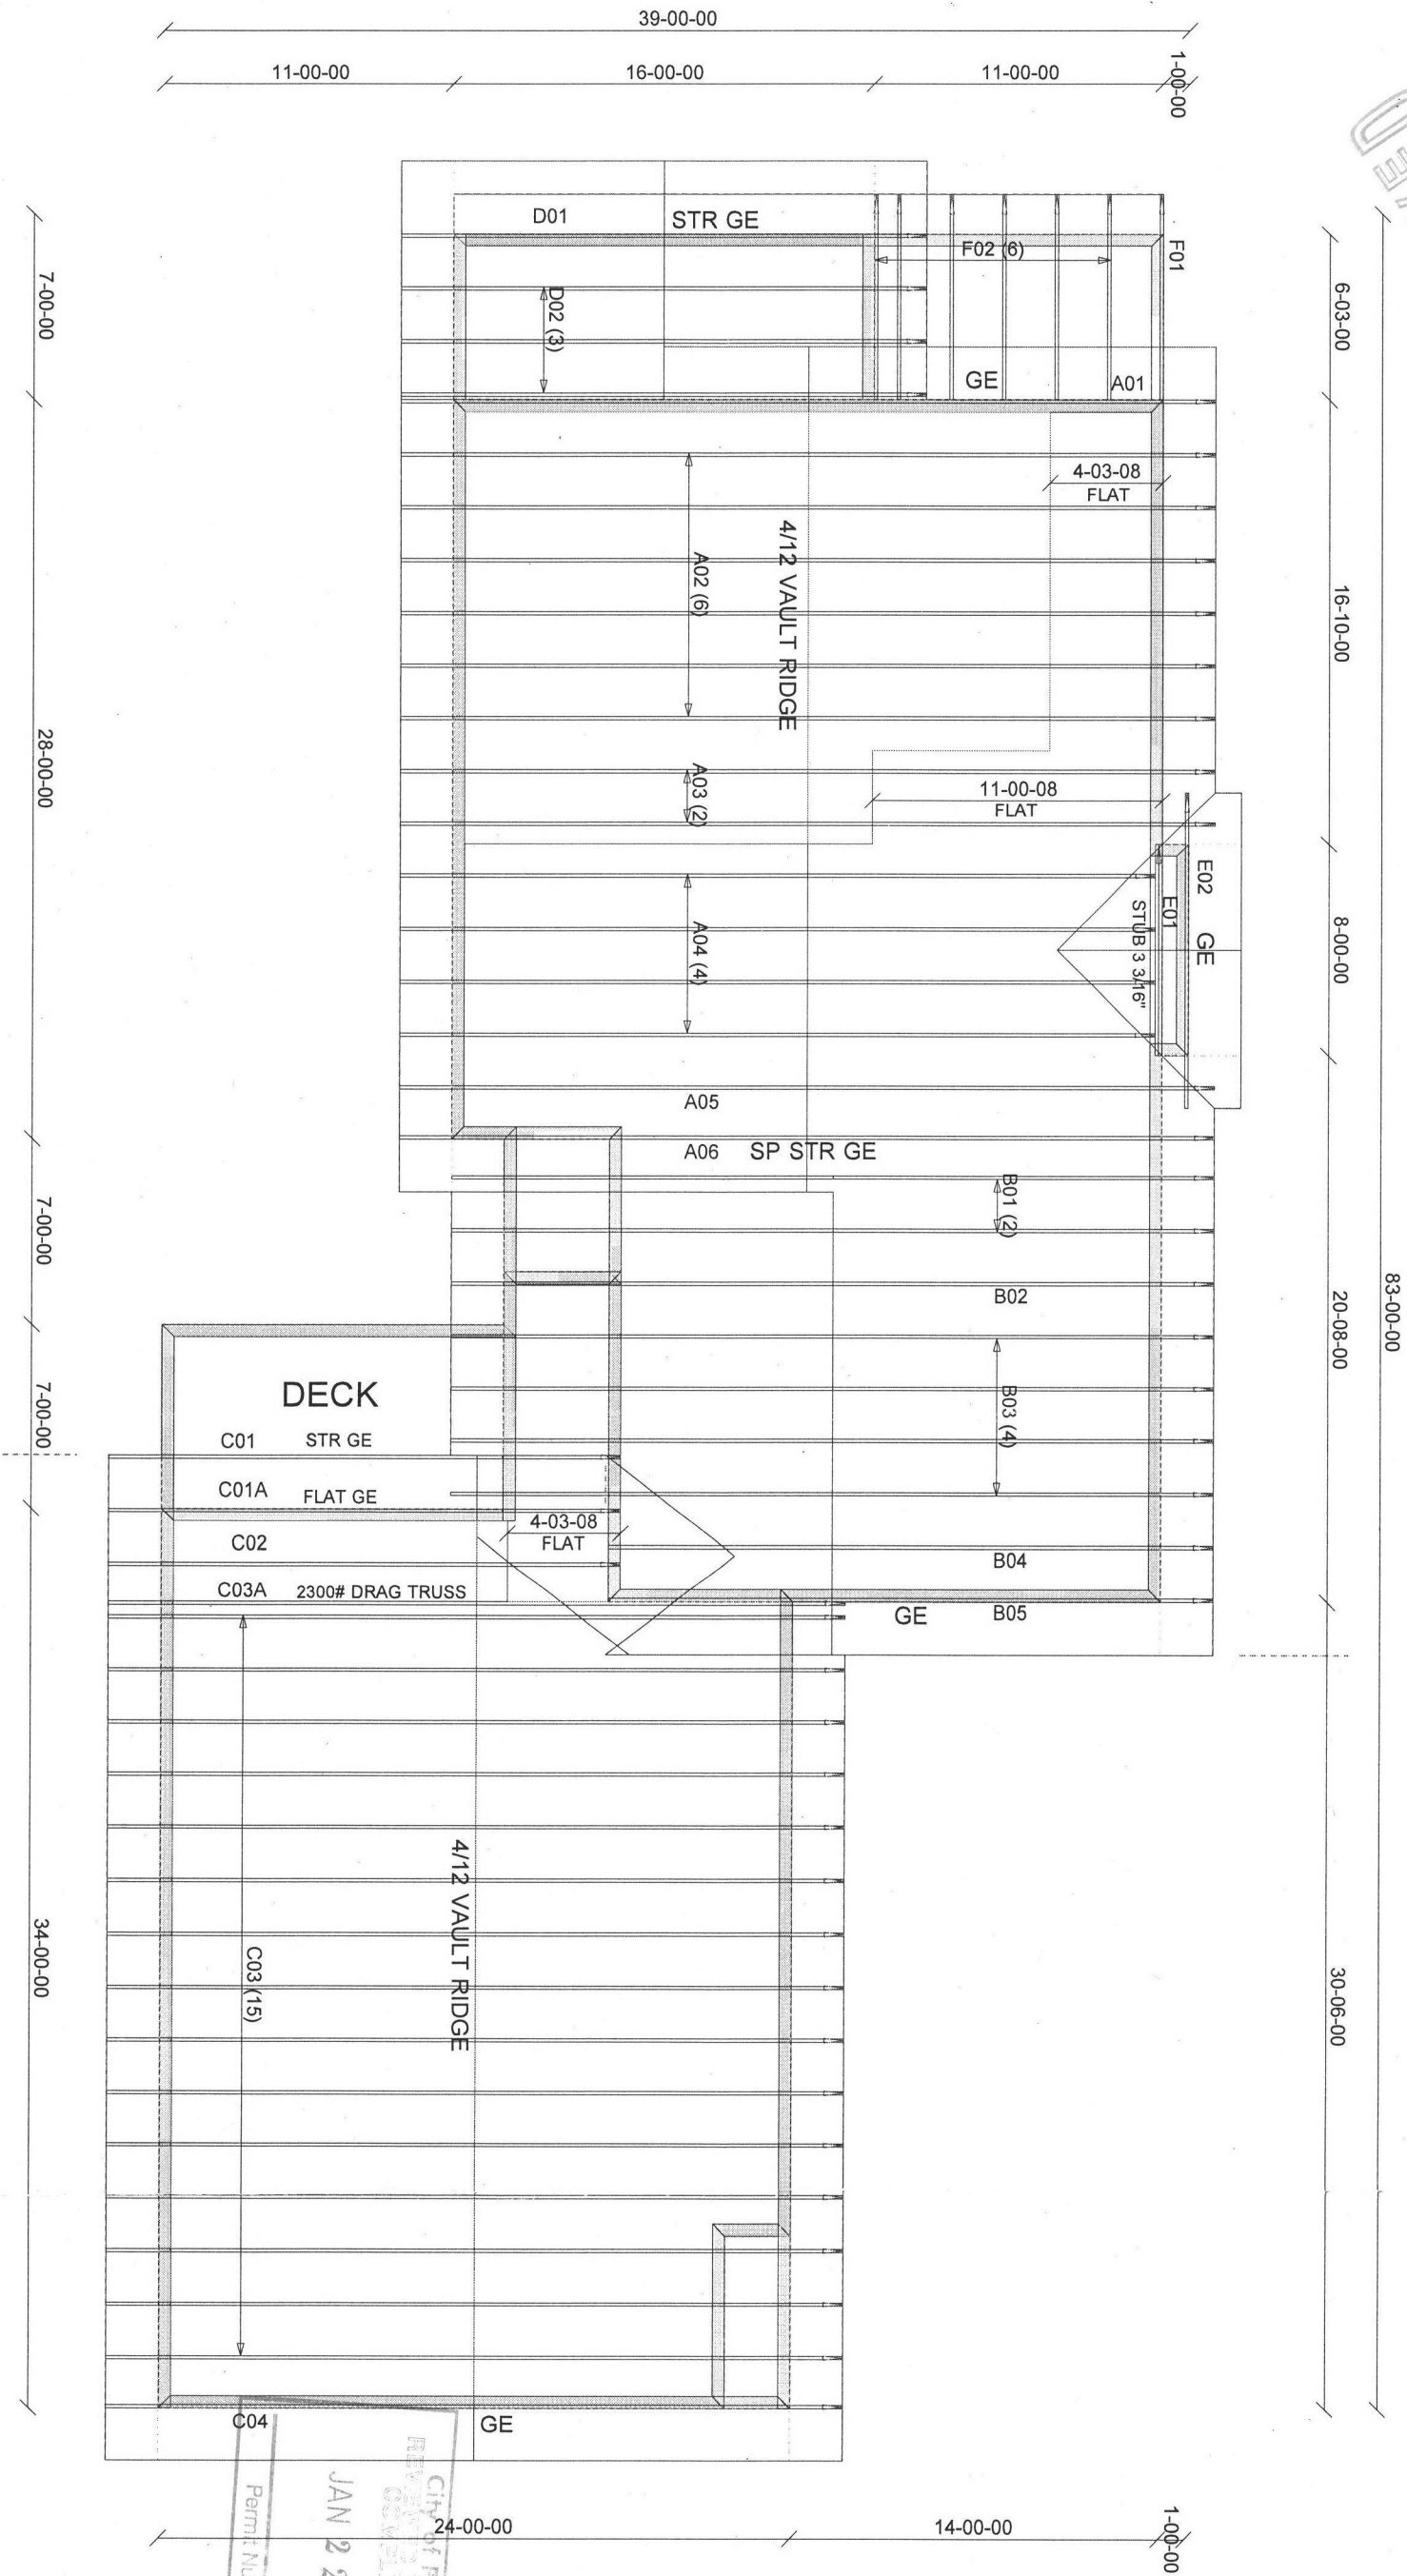 39-00-00
11-00-00
16-00-00
11-00-00
1-00-00
D01
STR GE
F02 (6)
F01
D02 (3)
GE
A01
7-00-00
6-03-00
4-03-08
FLAT
4/12 VAULT RIDGE
A02 (6)
16-10-00
A03 (2)
11-00-08
FLAT
28-00-00
E02
GE
E01
STUB 3 3/16"
A04 (4)
8-00-00
A05
A06
SP STR GE
B01 (2)
7-00-00
B02
83-00-00
20-08-00
DECK
B03 (4)
7-00-00
C01
STR GE
C01A
FLAT GE
4-03-08
FLAT
C02
B04
C03A
2300# DRAG TRUSS
GE
B05
4/12 VAULT RIDGE
C03 (15)
34-00-00
30-06-00
C04
GE
City of
JAN 2
24-00-00
14-00-00
1-00-00